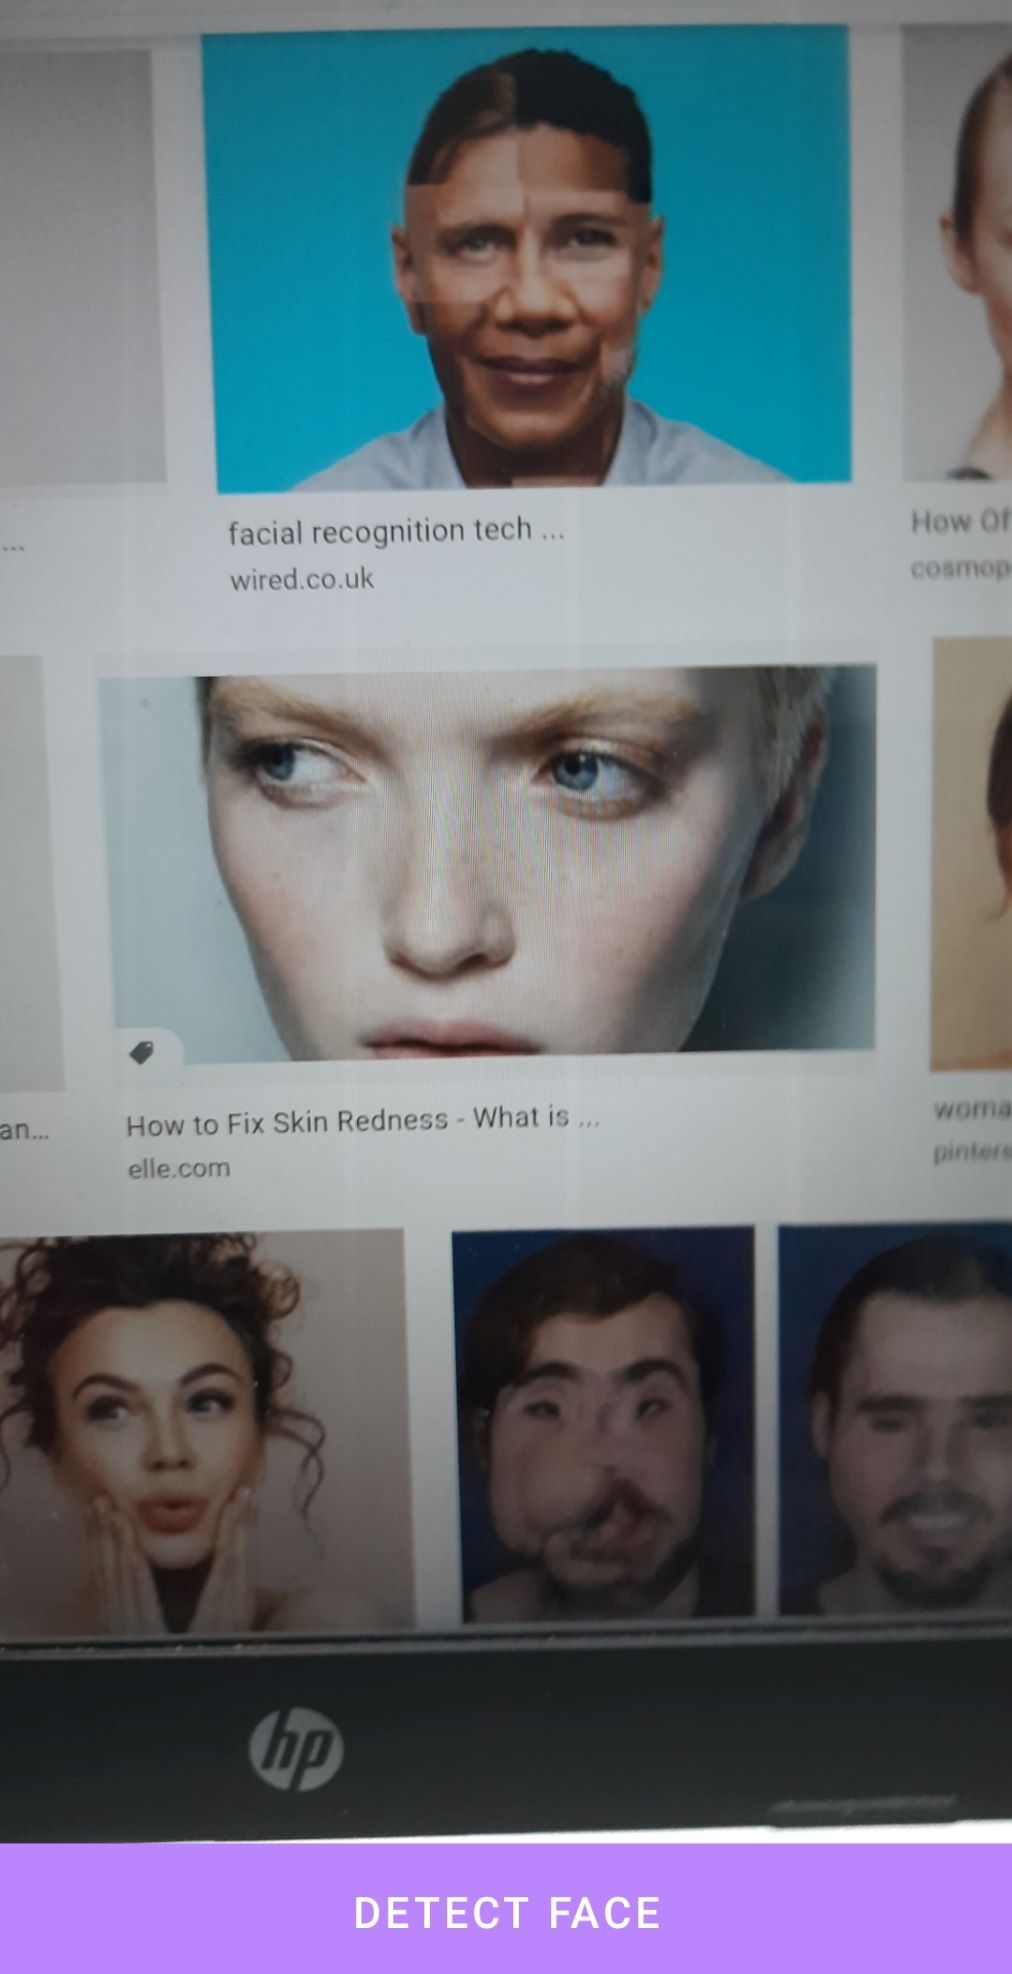 ...
facial recognition tech ...
wired.co.uk
How Of
cosmop
an...
How to Fix Skin Redness - What is ...
elle.com
woma
pinters
hp
DETECT FACE